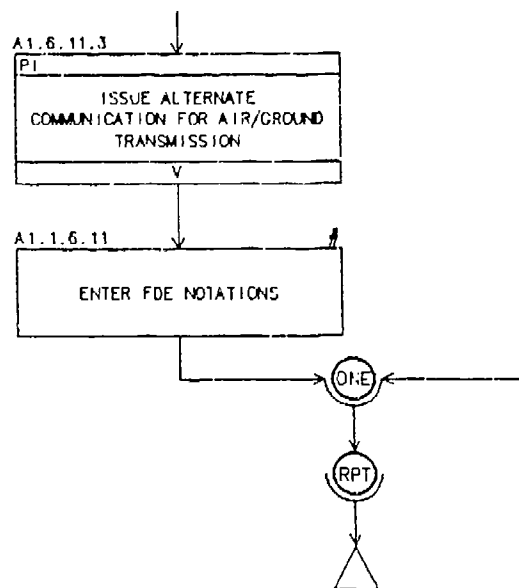 A1.6.11.3
PI
ISSUE ALTERNATE
COMMUNICATION FOR AIR/GROUND
TRANSMISSION
V
A1.1.6.11
#
ENTER FDE NOTATIONS
ONE
RPT